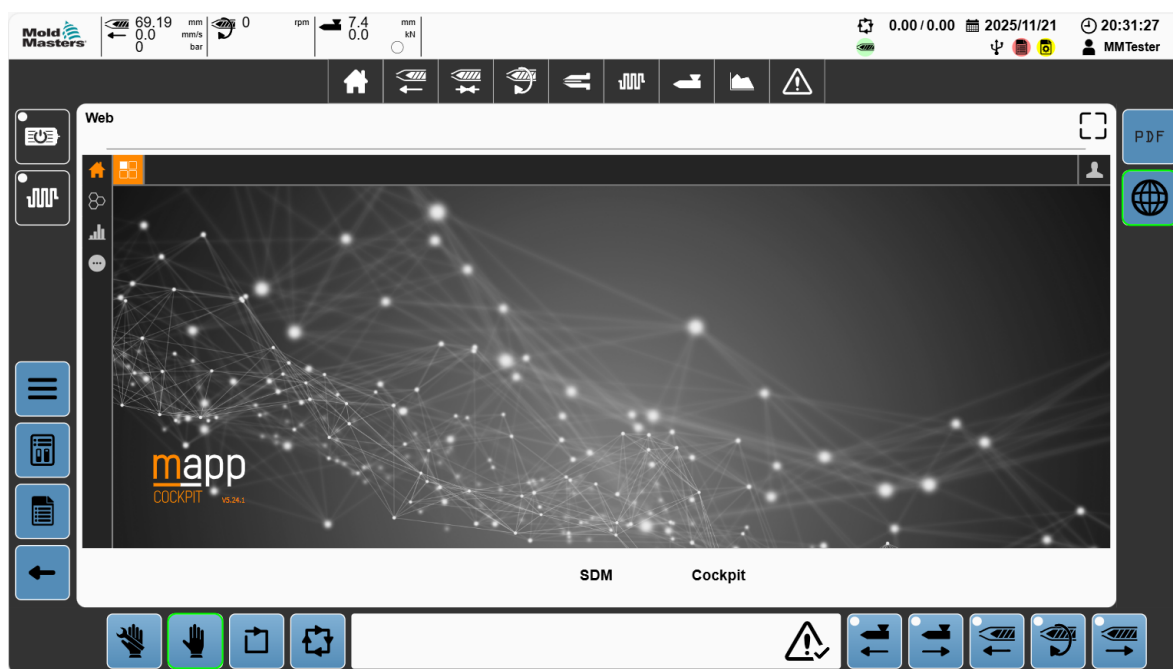 Mold
Masters
69.19 mm
0.0 mm/s
0 bar
0 rpm
7.4 mm
0.0 kN
0.00 / 0.00
2025/11/21
20:31:27
MMTester
Web
PDF
mapp
COCKPIT V5.24.1
SDM
Cockpit